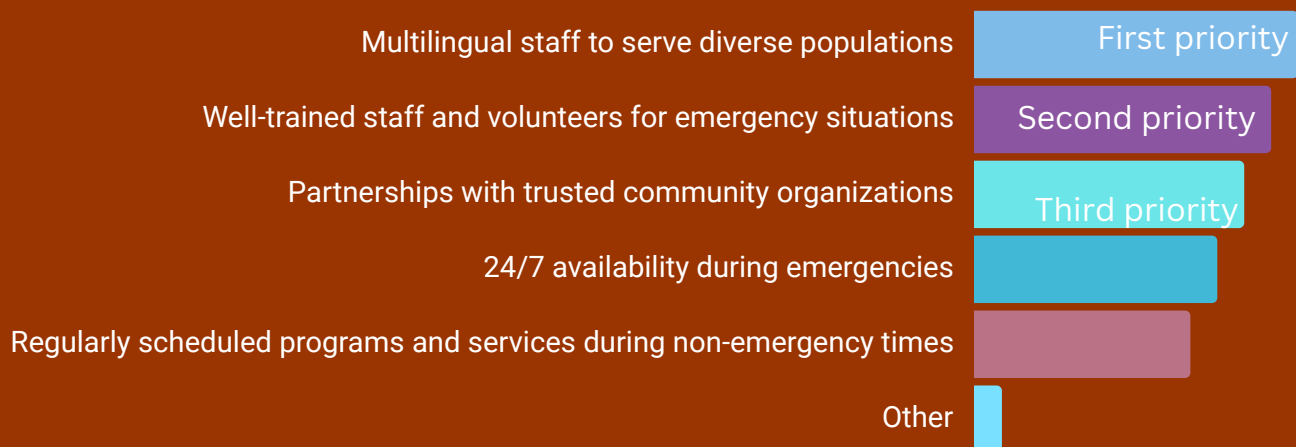 Multilingual staff to serve diverse populations
First priority
Well-trained staff and volunteers for emergency situations
Second priority
Partnerships with trusted community organizations
Third priority
24/7 availability during emergencies
Regularly scheduled programs and services during non-emergency times
Other